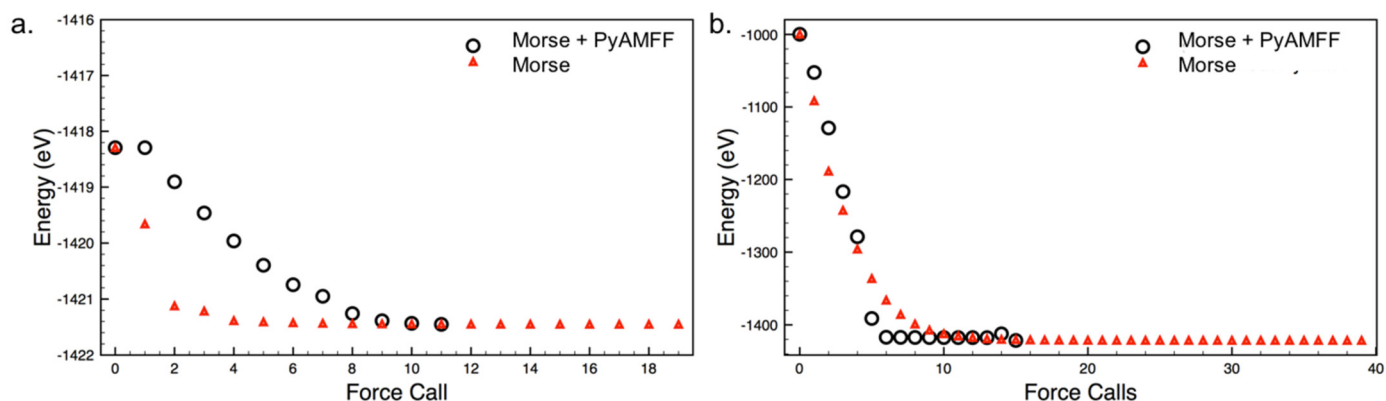 a.
Energy (eV)
-1416
-1417
-1418
-1419
-1420
-1421
-1422
Morse + PyAMFF
Morse
0 2 4 6 8 10 12 14 16 18
Force Call
b.
Energy (eV)
-1000
-1100
-1200
-1300
-1400
Morse + PyAMFF
Morse
0 10 20 30 40
Force Calls